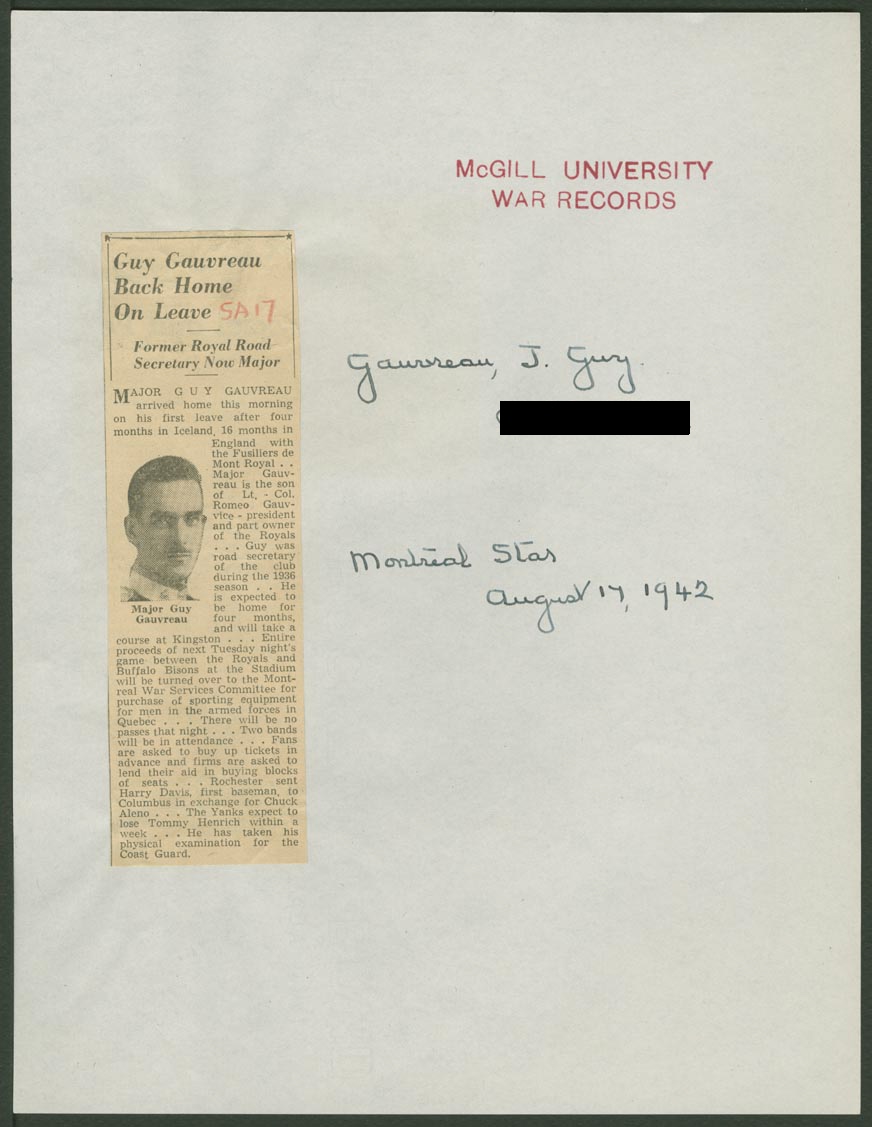 McGILL UNIVERSITY
WAR RECORDS
Guy Gauvreau
Back Home
On Leave SA17
Former Royal Road
Secretary Now Major
MAJOR GUY GAUVREAU
arrived home this morning
on his first leave after four
months in Iceland, 16 months in
England with
the Fusiliers de
Mont Royal . .
Major Gauv-
reau is the son
of Lt. - Col.
Romeo Gauv-
vice - president
and part owner
of the Royals
. . . Guy was
road secretary
of the club
during the 1936
season . . He
is expected to
be home for
four months,
and will take a
Major Guy
Gauvreau
course at Kingston . . . Entire
proceeds of next Tuesday night's
game between the Royals and
Buffalo Bisons at the Stadium
will be turned over to the Mont-
real War Services Committee for
purchase of sporting equipment
for men in the armed forces in
Quebec . . . There will be no
passes that night . . . Two bands
will be in attendance . . . Fans
are asked to buy up tickets in
advance and firms are asked to
lend their aid in buying blocks
of seats . . . Rochester sent
Harry Davis, first baseman, to
Columbus in exchange for Chuck
Aleno . . . The Yanks expect to
lose Tommy Henrich within a
week . . . He has taken his
physical examination for the
Coast Guard.
Gauvreau, J. Guy.
Montreal Star
August 17, 1942